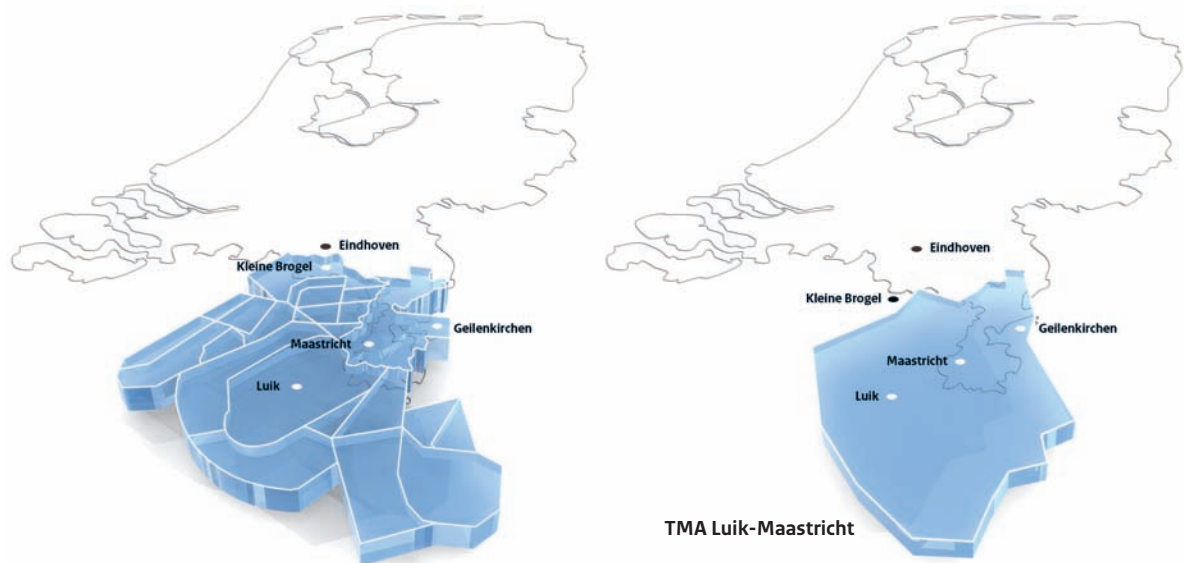 Eindhoven
Kleine Brogel
Geilenkirchen
Maastricht
Luik
Eindhoven
Kleine Brogel
Geilenkirchen
Maastricht
Luik
TMA Luik-Maastricht